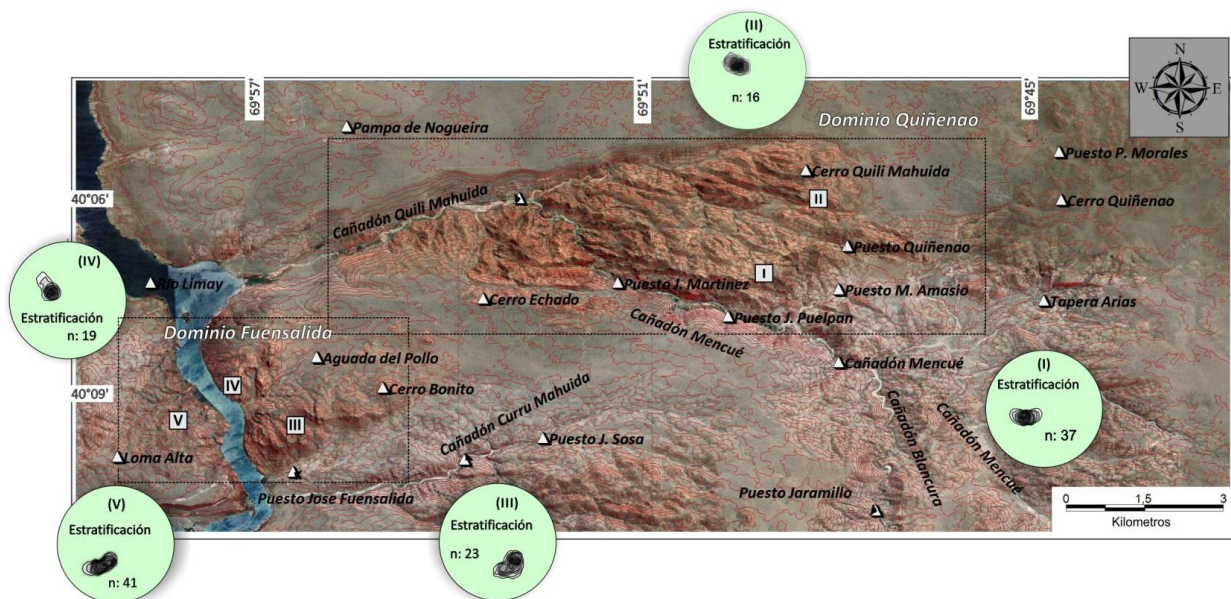 (II)
Estratificación
n: 16
N
W E
S
69°57'
69°51'
69°45'
Dominio Quiñenao
Pampa de Nogueira
Puesto P. Morales
Cerro Quili Mahuida
40°06'
Cañadón Quili Mahuida
II
Cerro Quiñenao
(IV)
Estratificación
n: 19
Puesto Quiñenao
I
Rio Limay
Puesto J. Martinez
Puesto M. Amasio
Cerro Echado
Tapera Arias
Puesto J. Puelpan
Dominio Fuensalida
Cañadón Mencué
Aguada del Pollo
Cañadón Mencué
(I)
Estratificación
n: 37
40°09'
IV
Cerro Bonito
V
III
Cañadón Curru Mahuida
Puesto J. Sosa
Cañadón Blancura
Cañadón Mencué
Loma Alta
Puesto Jose Fuensalida
Puesto Jaramillo
(V)
Estratificación
n: 41
(III)
Estratificación
n: 23
0 1,5 3
Kilometros